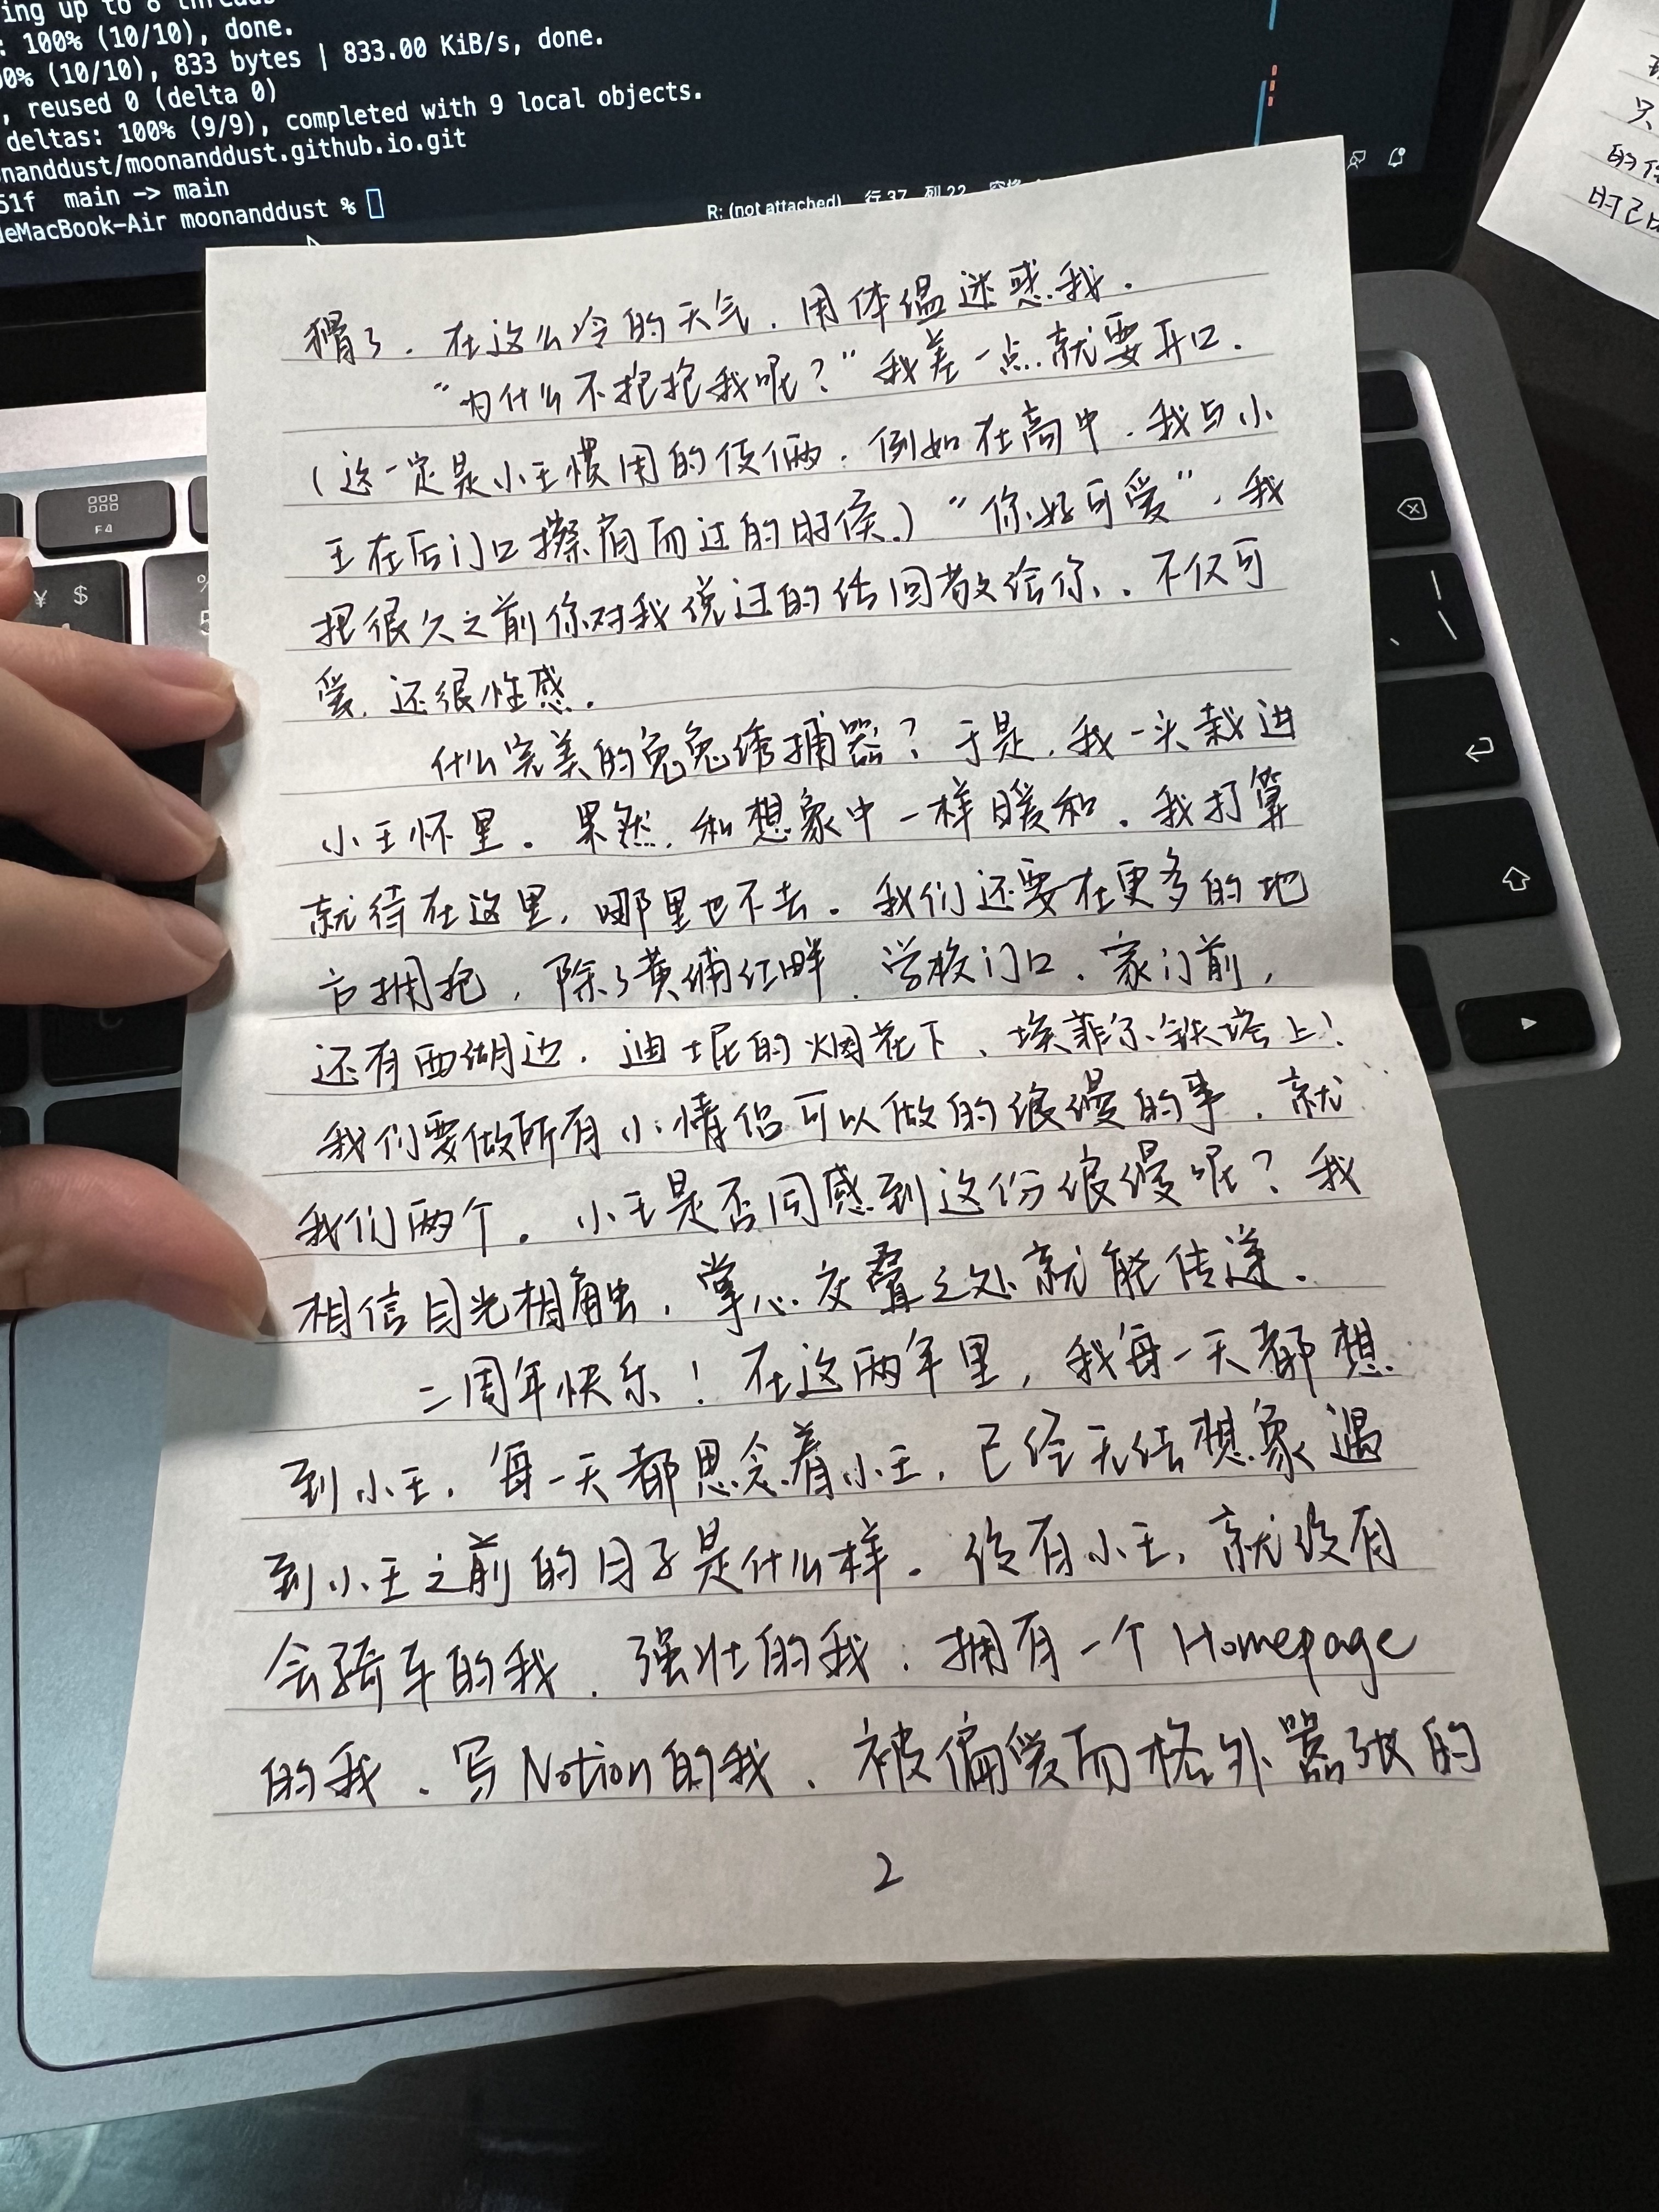 ing up to 8 threads
: 100% (10/10), done.
00% (10/10), 833 bytes | 833.00 KiB/s, done.
, reused 0 (delta 0)
deltas: 100% (9/9), completed with 9 local objects.
nanddust/moonanddust.github.io.git
51f main -> main
deMacBook-Air moonanddust %
R: (not attached) 行 37, 列 22
F4
¥ $
%
5
猾了。在这么冷的天气，用体温迷惑我。
“为什么不抱抱我呢？”我差一点就要开口.
（这一定是小王惯用的伎俩，例如在高中，我与小
王在后门口擦肩而过的时候。）“你好可爱”，我
把很久之前你对我说过的话回敬给你、。不仅可
爱，还很性感。
什么完美的兔兔诱捕器？于是，我一头栽进
小王怀里。果然，和想象中一样暖和。我打算
就待在这里，哪里也不去。我们还要在更多的地
方拥抱，除了黄浦江畔、学校门口、家门前，
还有西湖边、迪士尼的烟花下、埃菲尔铁塔上！
我们要做所有小情侣可以做的浪漫的事，就
我们两个。小王是否同感到这份浪漫呢？我
相信目光相触，掌心交叠之处就能传递。
二周年快乐！在这两年里，我每一天都想
到小王，每一天都思念着小王，已经无法想象遇
到小王之前的日子是什么样。没有小王，就没有
会骑车的我、强壮的我、拥有一个Homepage
的我、写Notion的我、被偏爱而格外嚣张的
2